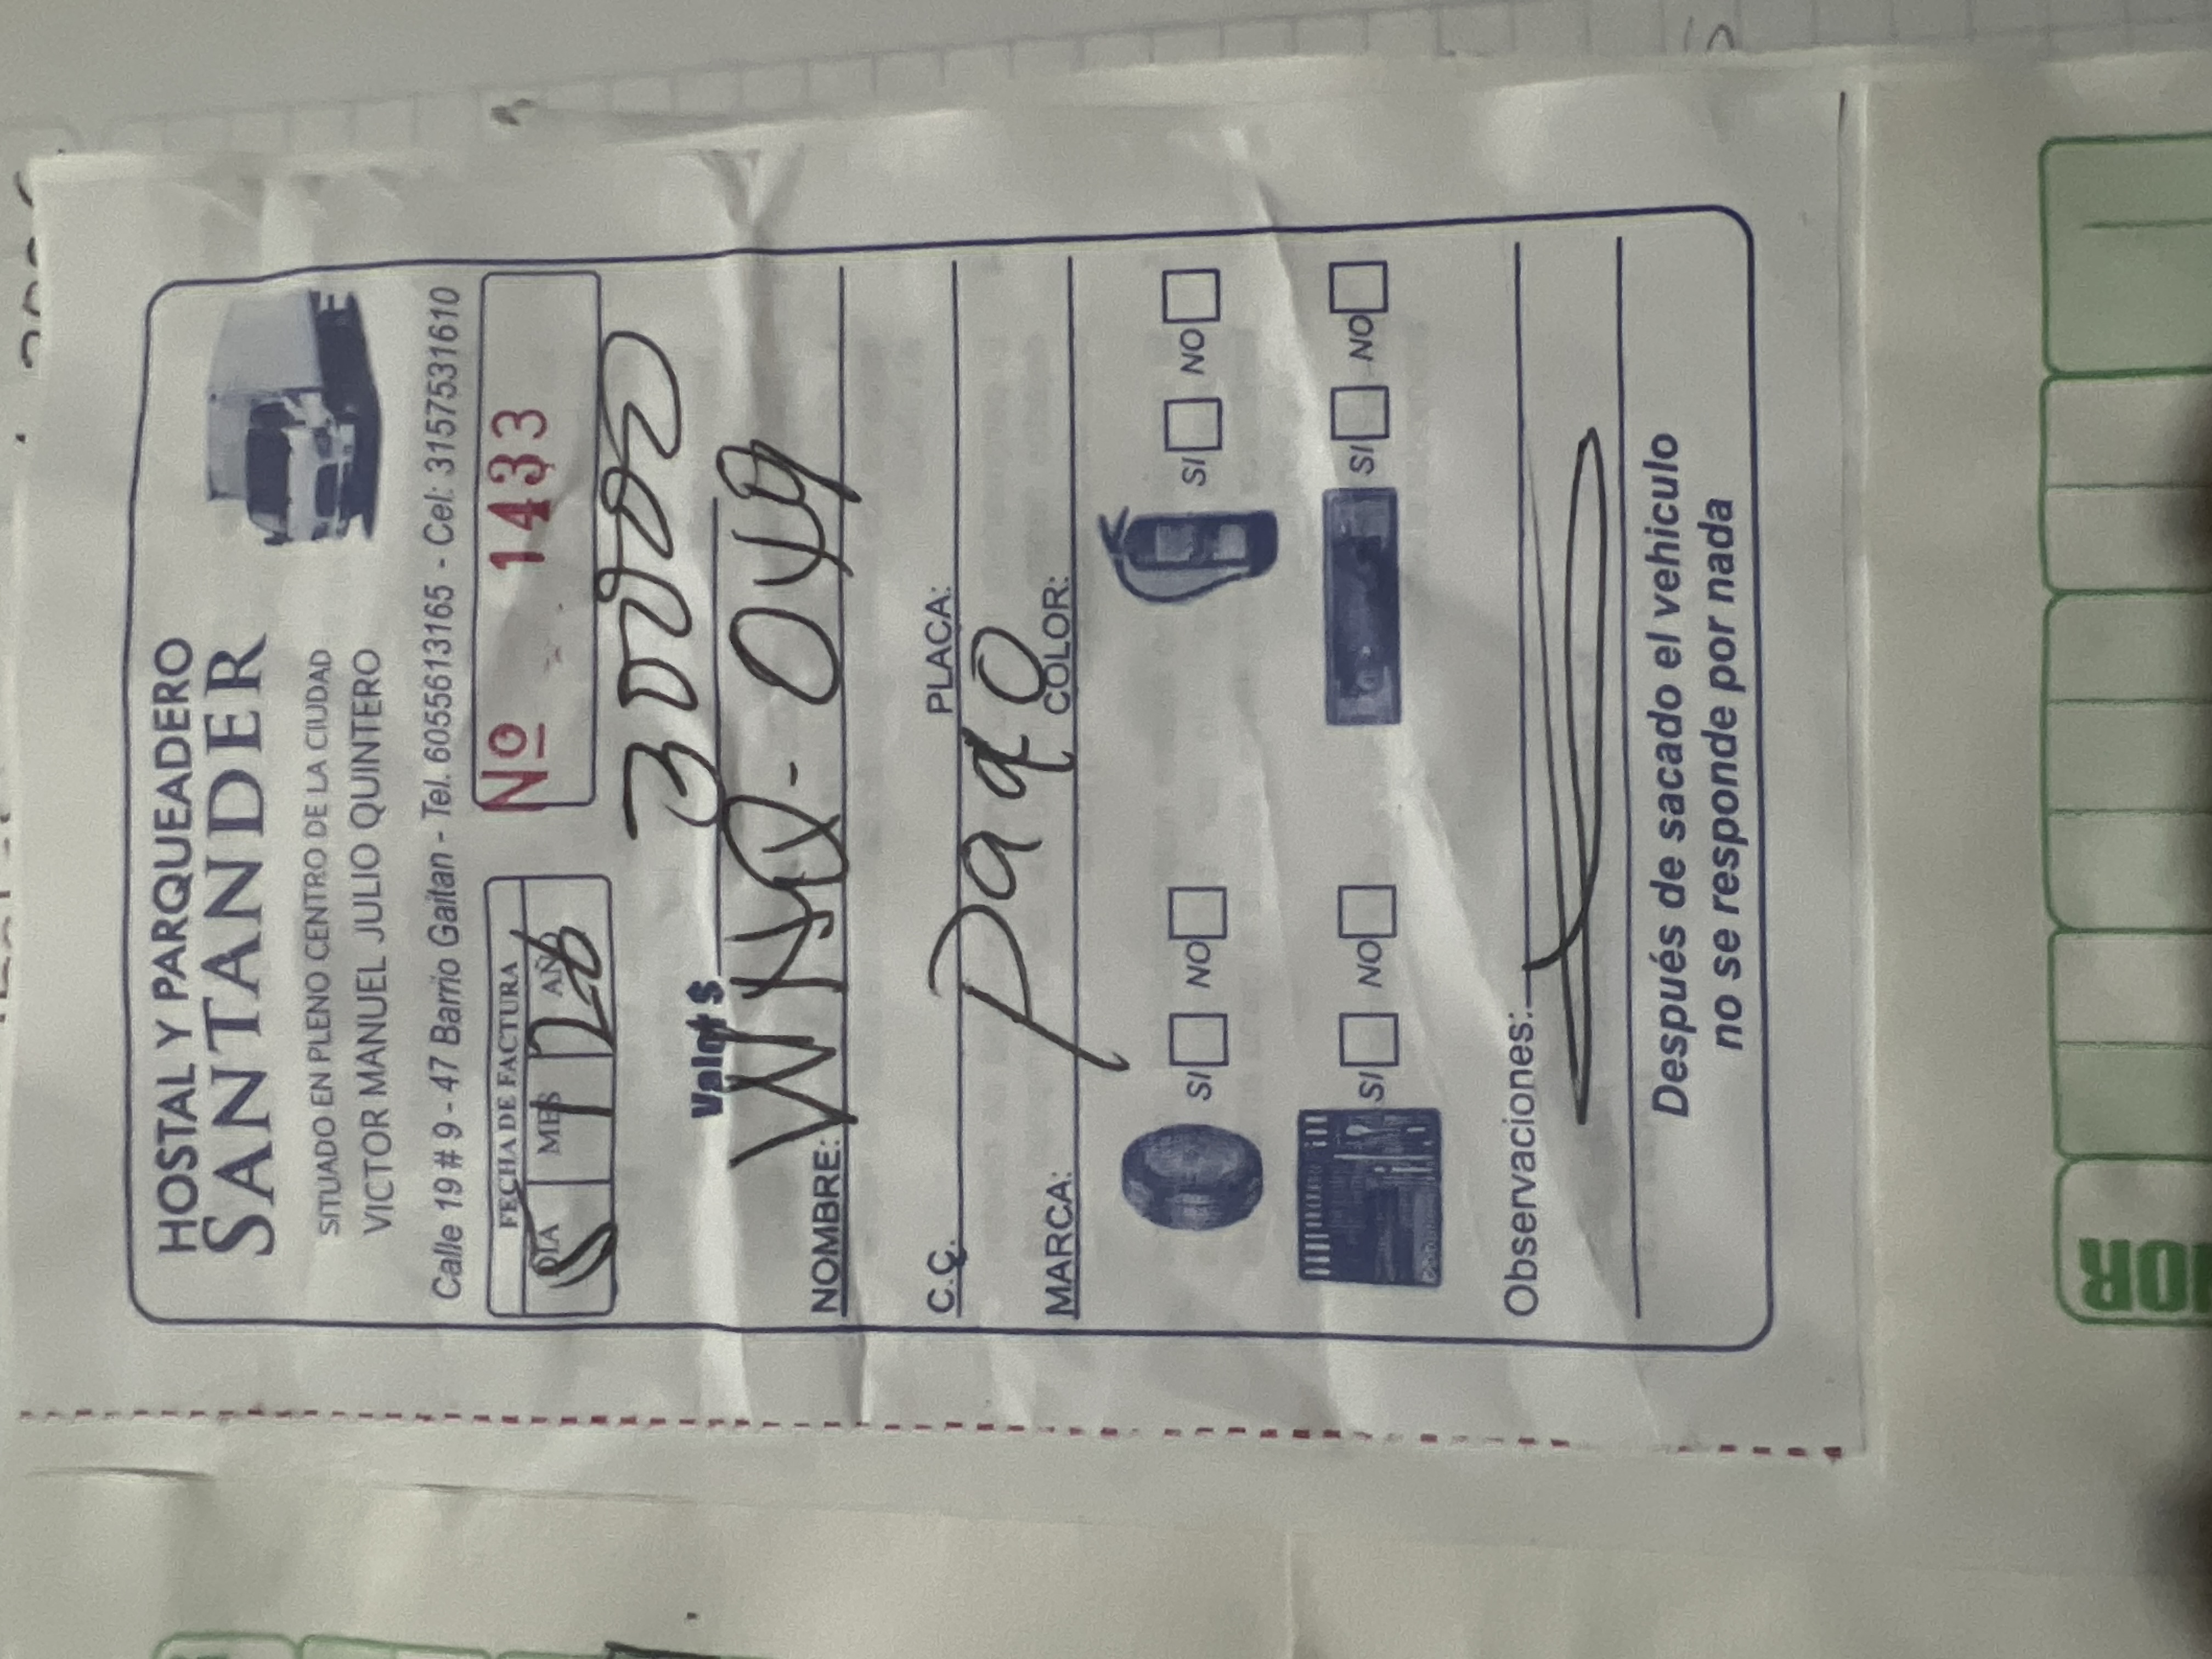 HOSTAL Y PARQUEADERO
SANTANDER
SITUADO EN PLENO CENTRO DE LA CIUDAD
VICTOR MANUEL JULIO QUINTERO
Calle 19 # 9 - 47 Barrio Gaitan - Tel. 6055613165 - Cel: 3157531610
FECHA DE FACTURA
DIA MES AÑO
1 26
Nº 1433
Valor $ 30000
NOMBRE: - 049
C.C. PLACA:
Pago
MARCA: COLOR:
SI NO SI NO
SI NO SI NO
Observaciones:
Después de sacado el vehiculo
no se responde por nada